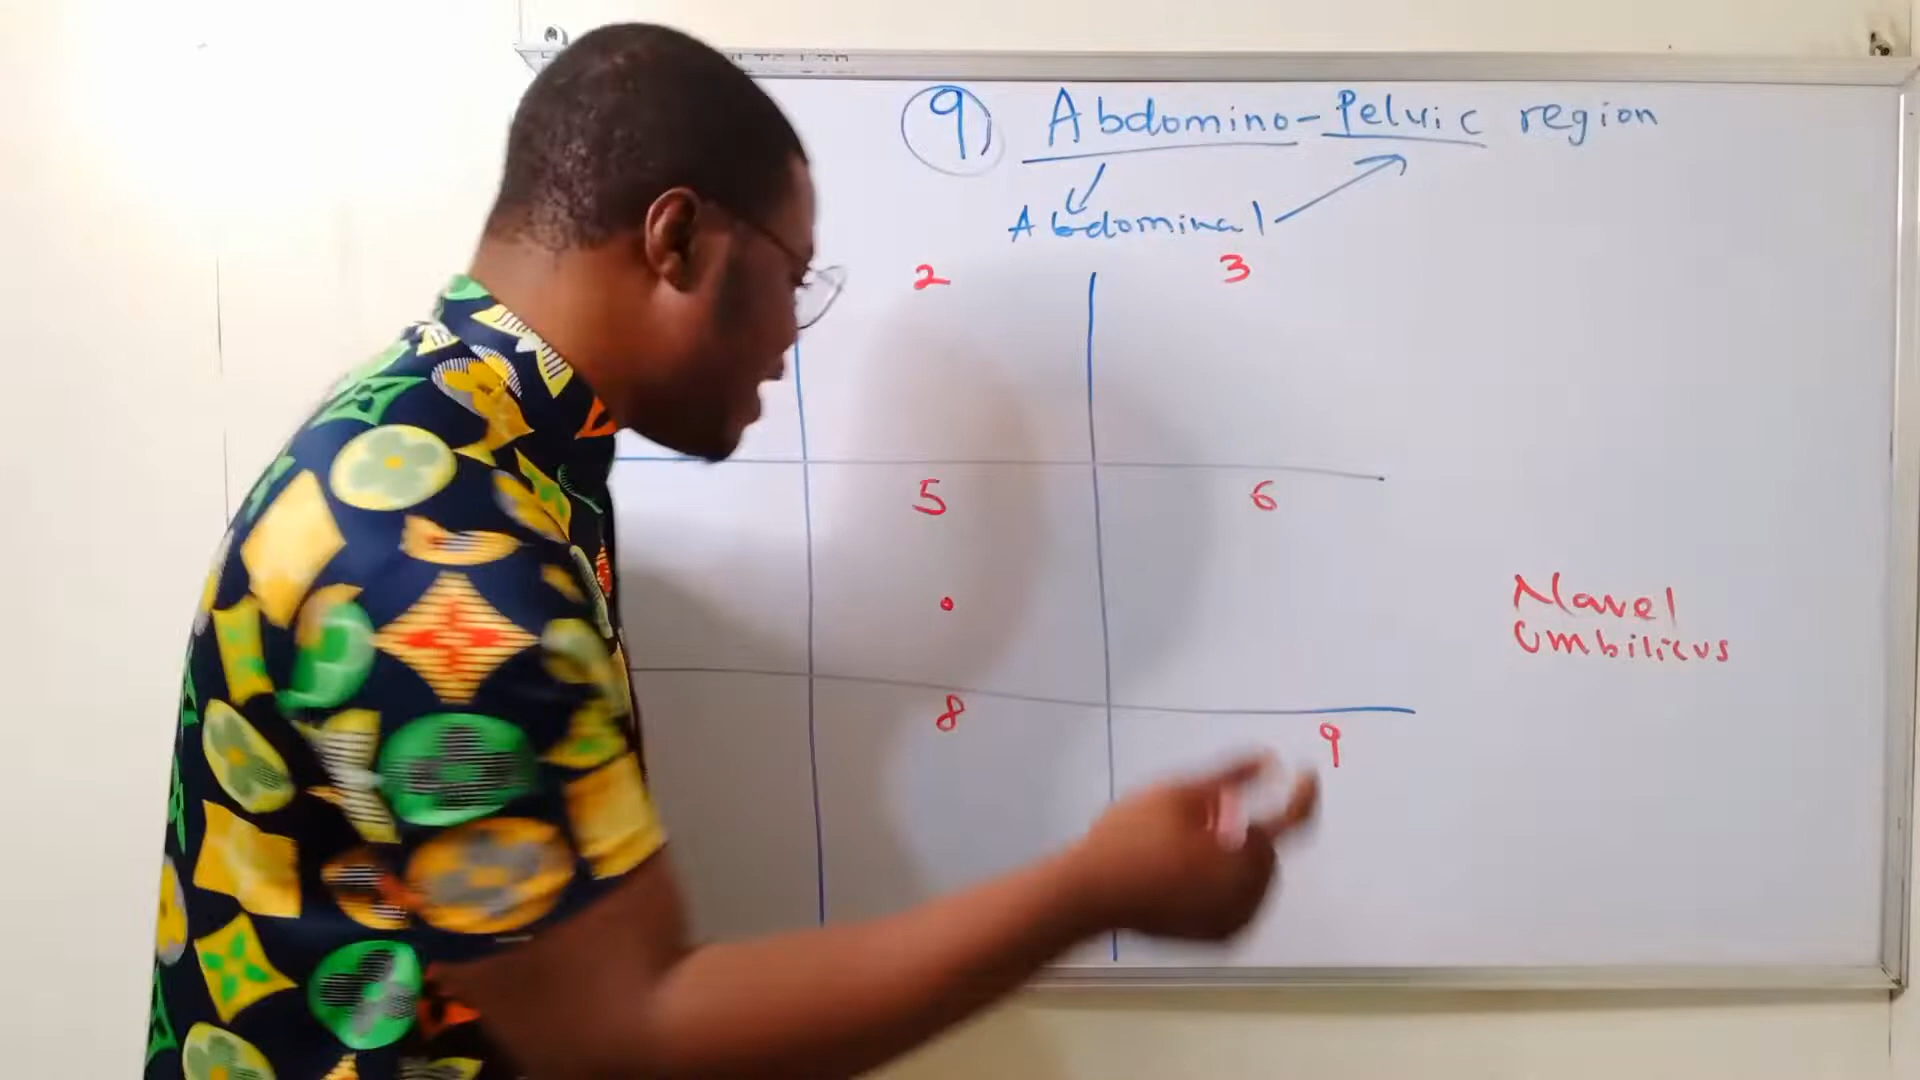 9 Abdomino-Pelvic region
Abdominal
2 3
5 6
Navel
Umbilicus
8 9